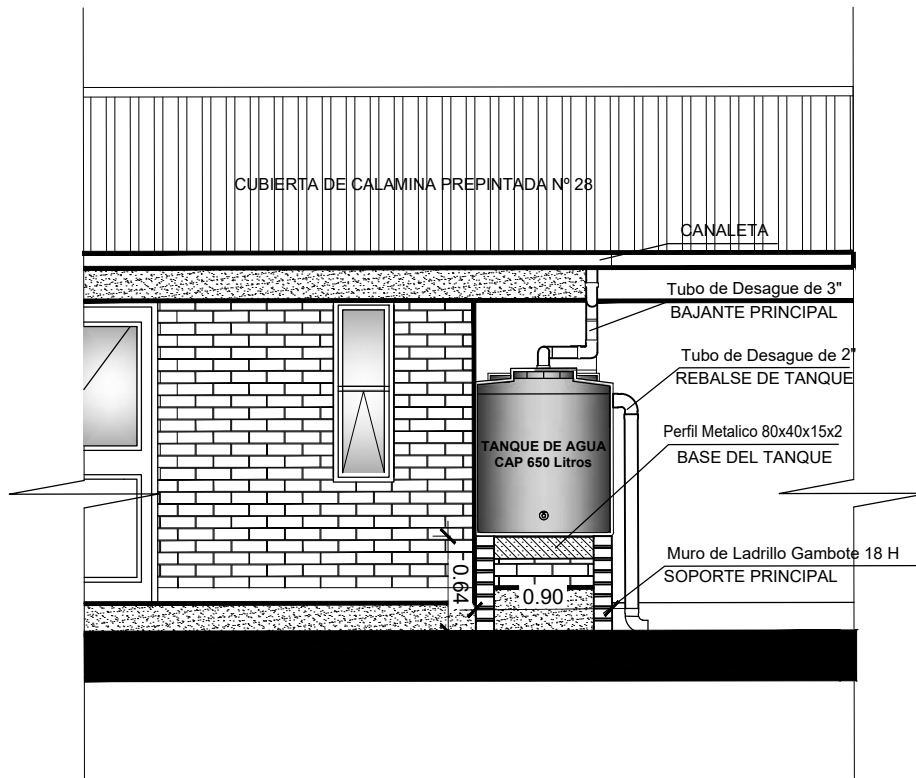 CUBIERTA DE CALAMINA PREPINTADA Nº 28
CANALETA
Tubo de Desague de 3"
BAJANTE PRINCIPAL
Tubo de Desague de 2"
REBALSE DE TANQUE
TANQUE DE AGUA
CAP 650 Litros
Perfil Metalico 80x40x15x2
BASE DEL TANQUE
Muro de Ladrillo Gambote 18 H
SOPORTE PRINCIPAL
0.64
0.90